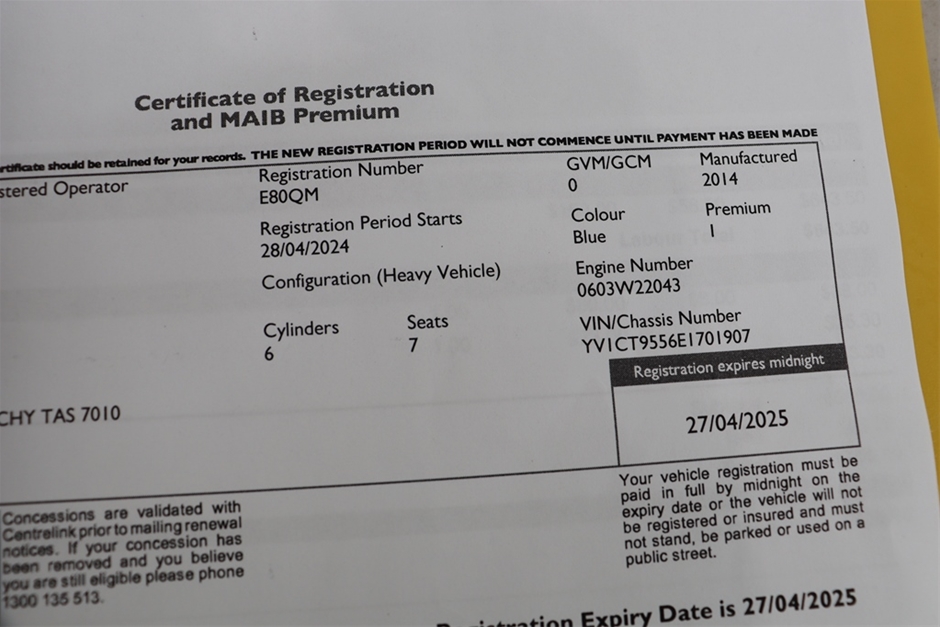 Certificate of Registration
and MAIB Premium
certificate should be retained for your records. THE NEW REGISTRATION PERIOD WILL NOT COMMENCE UNTIL PAYMENT HAS BEEN MADE
stered Operator
Registration Number
E80QM
GVM/GCM
0
Manufactured
2014
Registration Period Starts
28/04/2024
Colour
Blue
Premium
1
Configuration (Heavy Vehicle)
Engine Number
0603W22043
Cylinders
6
Seats
7
VIN/Chassis Number
YV1CT9556E1701907
Registration expires midnight
27/04/2025
CHY TAS 7010
Your vehicle registration must be
paid in full by midnight on the
expiry date or the vehicle will not
be registered or insured and must
not stand, be parked or used on a
public street.
Concessions are validated with
Centrelink prior to mailing renewal
notices. If your concession has
been removed and you believe
you are still eligible please phone
1300 135 513.
Registration Expiry Date is 27/04/2025